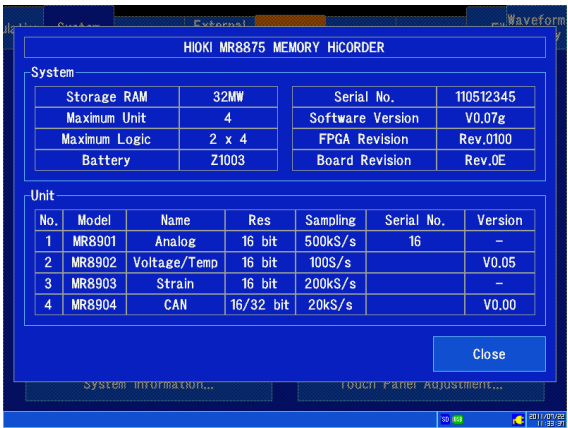 System
External
Waveform
HIOKI MR8875 MEMORY HiCORDER
System
Storage RAM 32MW Serial No. 110512345
Maximum Unit 4 Software Version V0.07g
Maximum Logic 2 x 4 FPGA Revision Rev.0100
Battery Z1003 Board Revision Rev.0E
Unit
No. Model Name Res Sampling Serial No. Version
1 MR8901 Analog 16 bit 500kS/s 16 -
2 MR8902 Voltage/Temp 16 bit 100S/s V0.05
3 MR8903 Strain 16 bit 200kS/s -
4 MR8904 CAN 16/32 bit 20kS/s V0.00
Close
System Information... Touch Panel Adjustment...
SD USB 2011/07/22
11:33:37